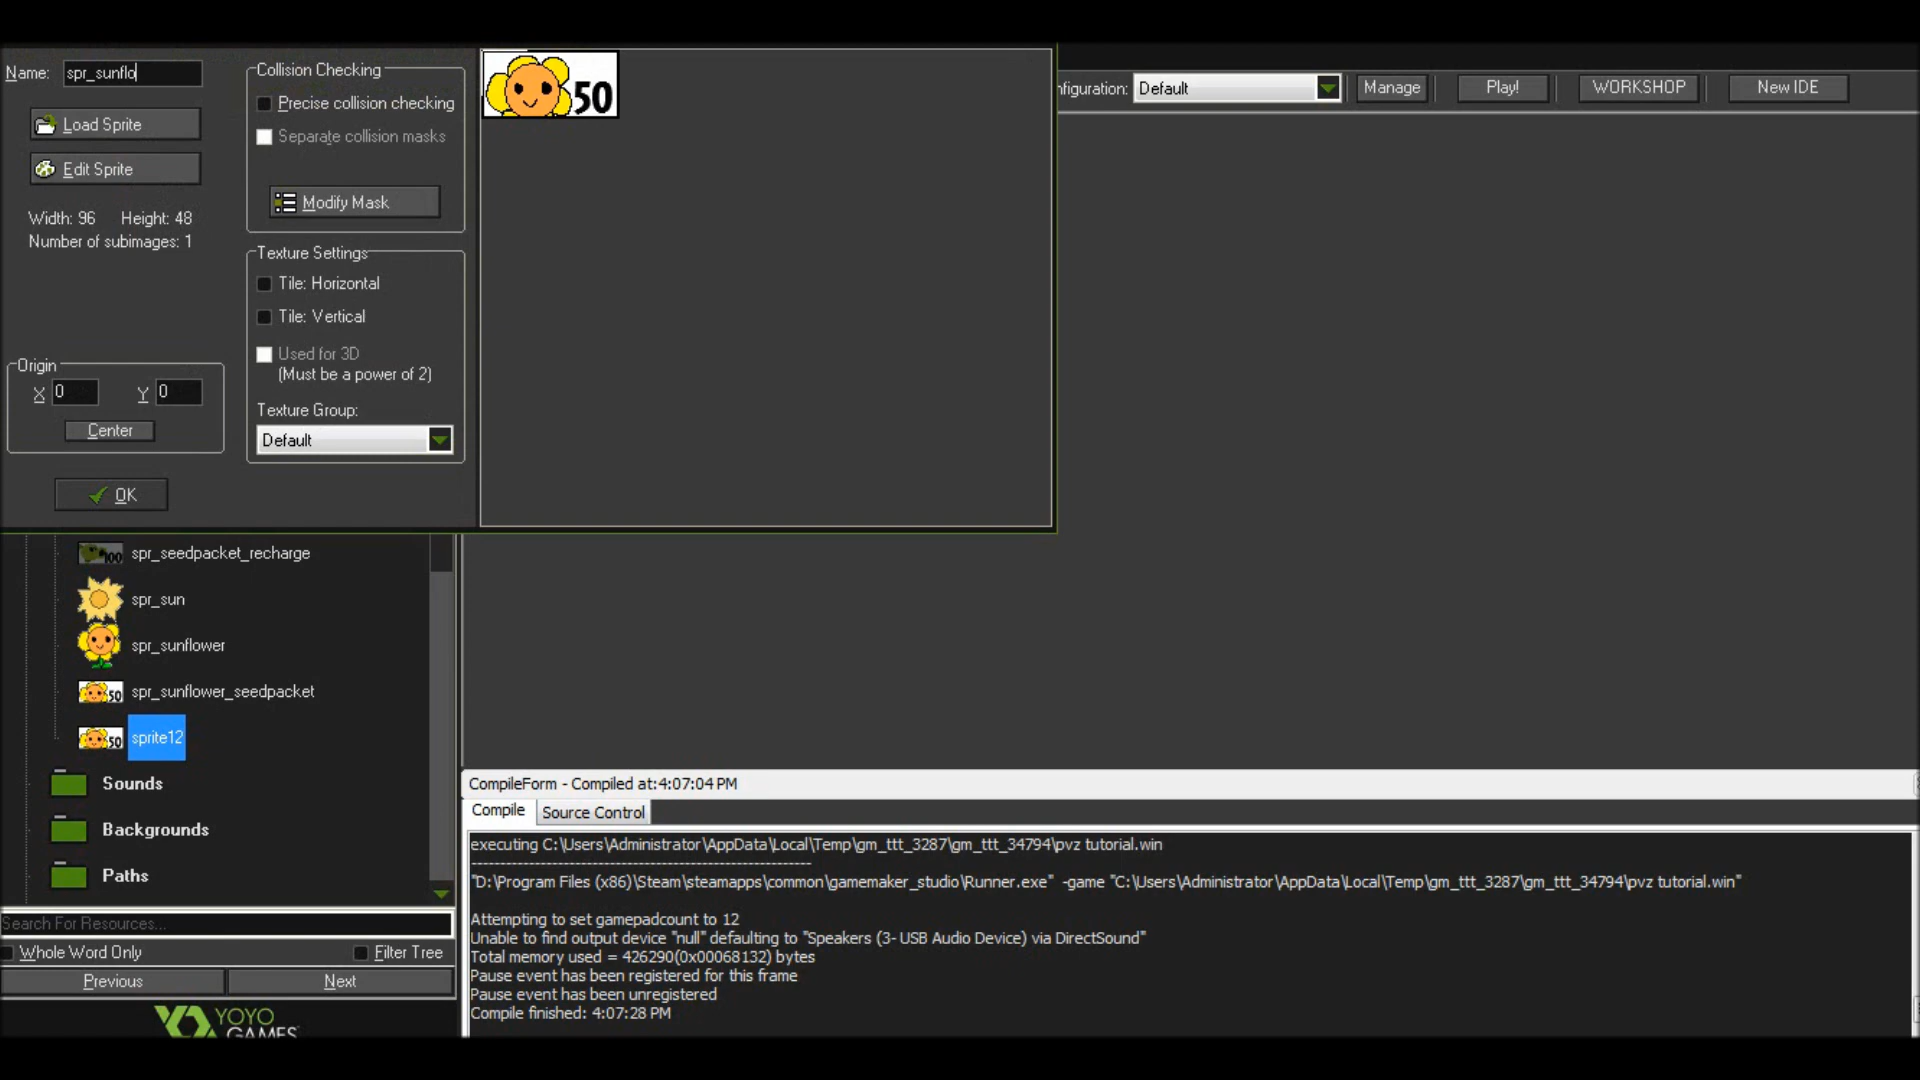 Name: spr_sunflo
Load Sprite
Edit Sprite
Width: 96 Height: 48
Number of subimages: 1
Origin
X 0 Y 0
Center
OK
Collision Checking
Precise collision checking
Separate collision masks
Modify Mask
Texture Settings
Tile: Horizontal
Tile: Vertical
Used for 3D
(Must be a power of 2)
Texture Group:
Default
50
nfiguration: Default Manage Play! WORKSHOP New IDE
100 spr_seedpacket_recharge
spr_sun
spr_sunflower
50 spr_sunflower_seedpacket
50 sprite12
Sounds
Backgrounds
Paths
Search For Resources...
Whole Word Only Filter Tree
Previous Next
YOYO
GAMES
CompileForm - Compiled at:4:07:04 PM
Compile Source Control
executing C:\Users\Administrator\AppData\Local\Temp\gm_ttt_3287\gm_ttt_34794\pvz tutorial.win
"D:\Program Files (x86)\Steam\steamapps\common\gamemaker_studio\Runner.exe" -game "C:\Users\Administrator\AppData\Local\Temp\gm_ttt_3287\gm_ttt_34794\pvz tutorial.win"
Attempting to set gamepadcount to 12
Unable to find output device "null" defaulting to "Speakers (3- USB Audio Device) via DirectSound"
Total memory used = 426290(0x00068132) bytes
Pause event has been registered for this frame
Pause event has been unregistered
Compile finished: 4:07:28 PM